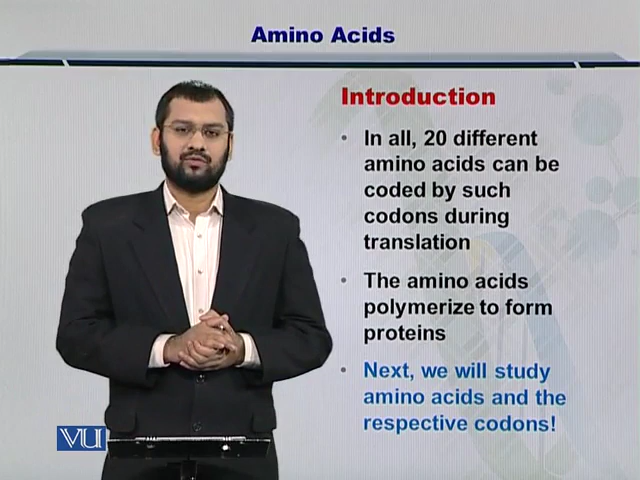 Amino Acids
Introduction
• In all, 20 different
amino acids can be
coded by such
codons during
translation
• The amino acids
polymerize to form
proteins
• Next, we will study
amino acids and the
respective codons!
VU